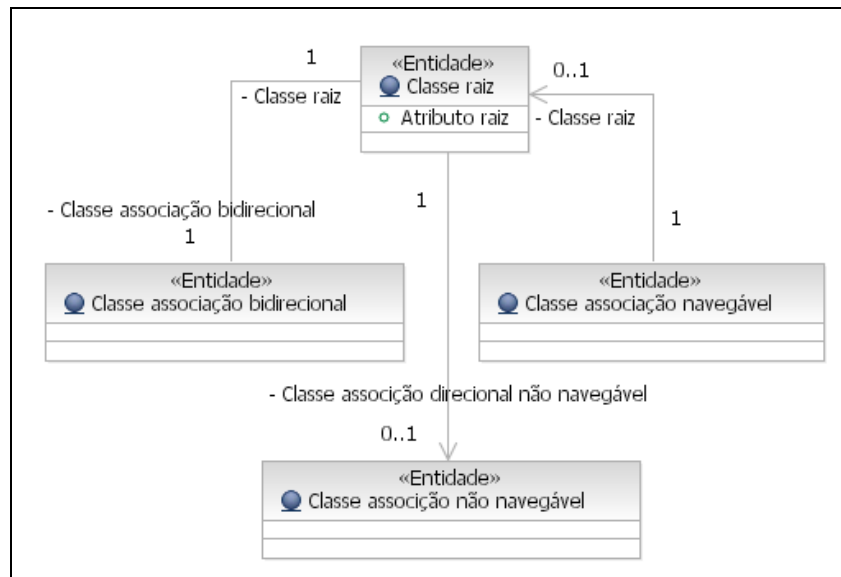 1
«Entidade»
Classe raiz
0..1
- Classe raiz
Atributo raiz
- Classe raiz
- Classe associação bidirecional
1
1
1
«Entidade»
Classe associação bidirecional
«Entidade»
Classe associação navegável
- Classe associção direcional não navegável
0..1
«Entidade»
Classe associção não navegável